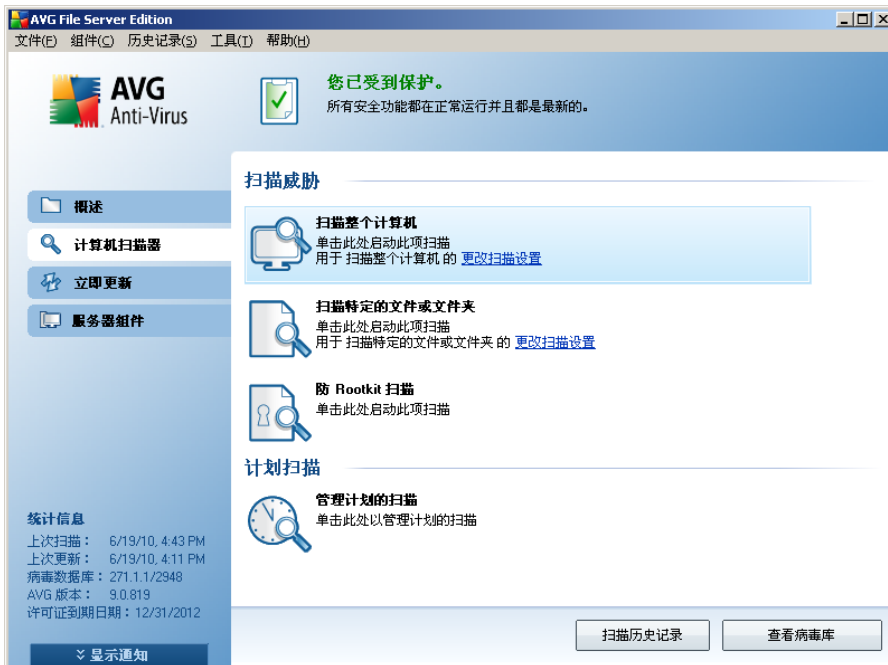 AVG File Server Edition
文件(F) 组件(C) 历史记录(S) 工具(T) 帮助(H)
AVG
Anti-Virus
您已受到保护。
所有安全功能都在正常运行并且都是最新的。
概述
计算机扫描器
立即更新
服务器组件
扫描威胁
扫描整个计算机
单击此处启动此项扫描
用于 扫描整个计算机 的 更改扫描设置
扫描特定的文件或文件夹
单击此处启动此项扫描
用于 扫描特定的文件或文件夹 的 更改扫描设置
防 Rootkit 扫描
单击此处启动此项扫描
计划扫描
管理计划的扫描
单击此处以管理计划的扫描
统计信息
上次扫描： 6/19/10, 4:43 PM
上次更新： 6/19/10, 4:11 PM
病毒数据库：271.1.1/2948
AVG 版本： 9.0.819
许可证到期日期：12/31/2012
显示通知
扫描历史记录
查看病毒库